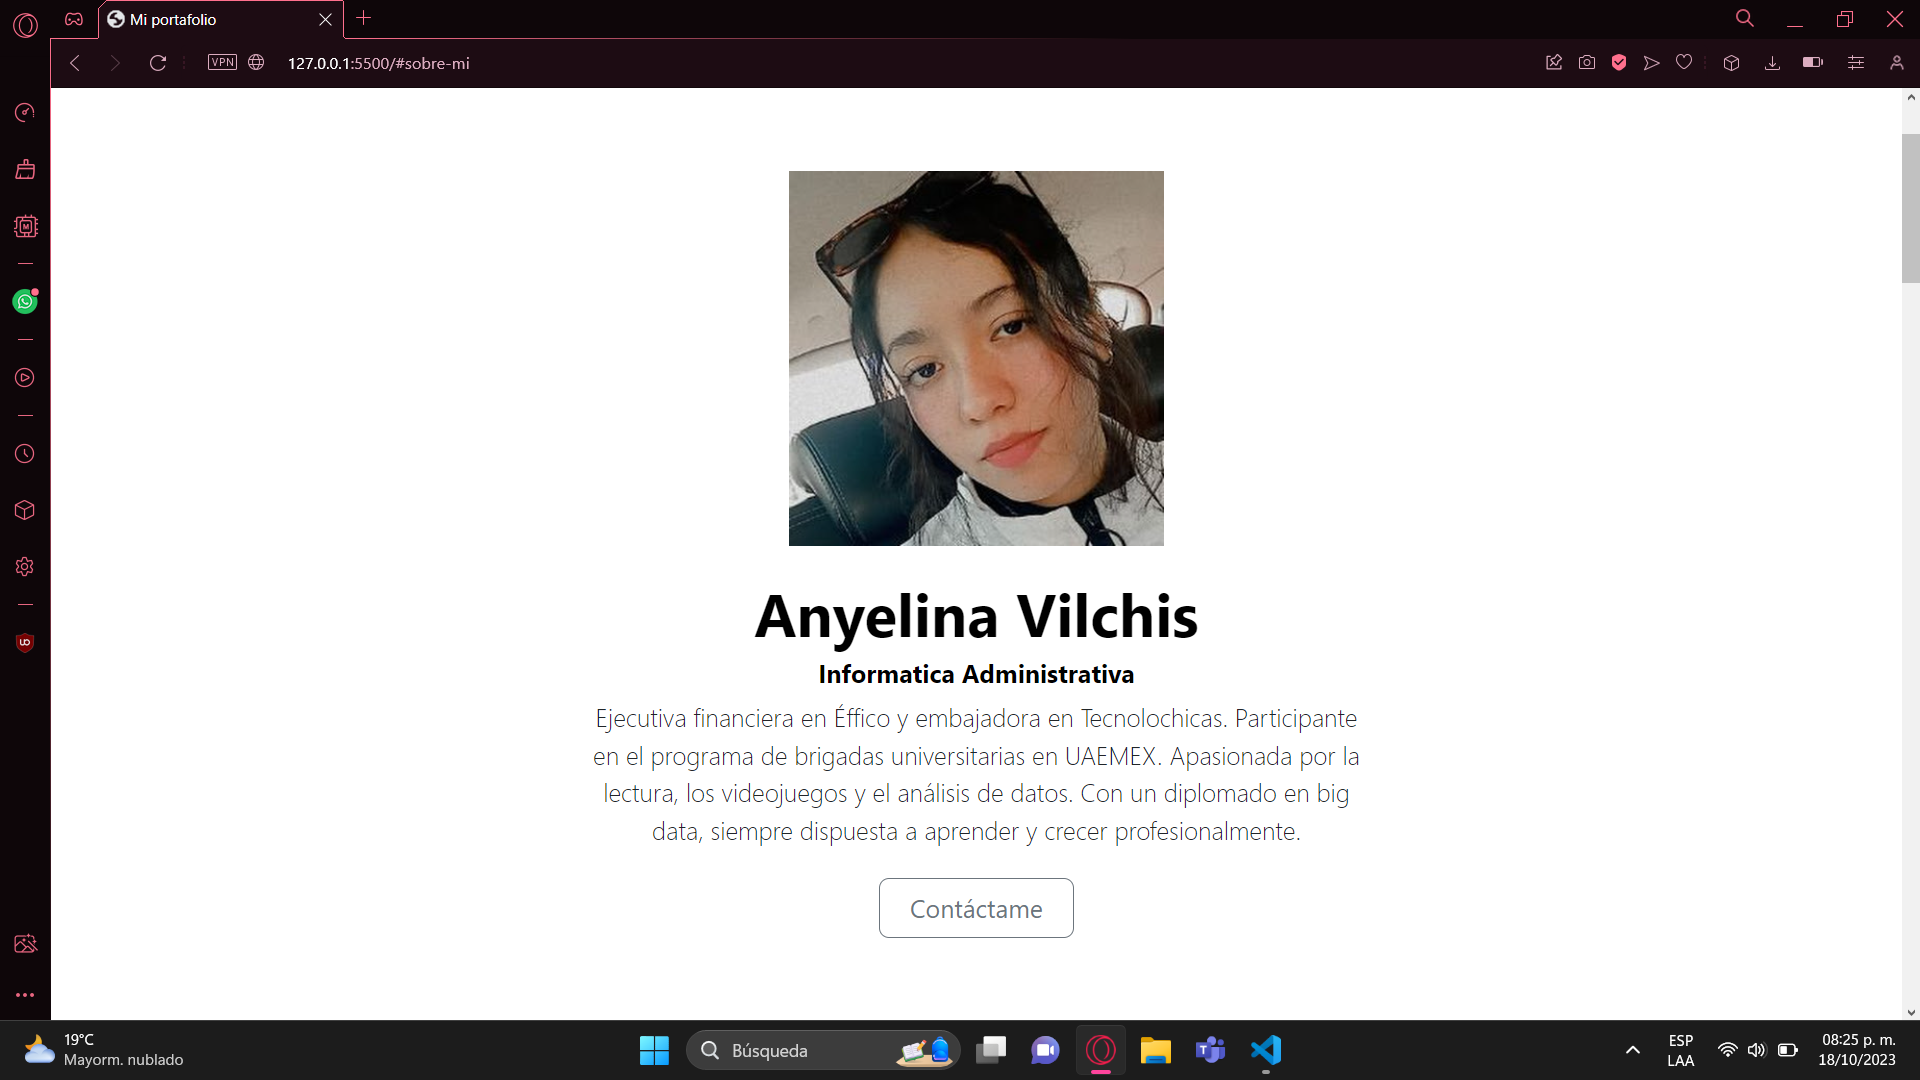 Mi portafolio
VPN
127.0.0.1:5500/#sobre-mi
M
Anyelina Vilchis
Informatica Administrativa
Ejecutiva financiera en Éffico y embajadora en Tecnolochicas. Participante
en el programa de brigadas universitarias en UAEMEX. Apasionada por la
lectura, los videojuegos y el análisis de datos. Con un diplomado en big
data, siempre dispuesta a aprender y crecer profesionalmente.
Contáctame
19°C
Mayorm. nublado
Búsqueda
ESP
LAA
08:25 p. m.
18/10/2023